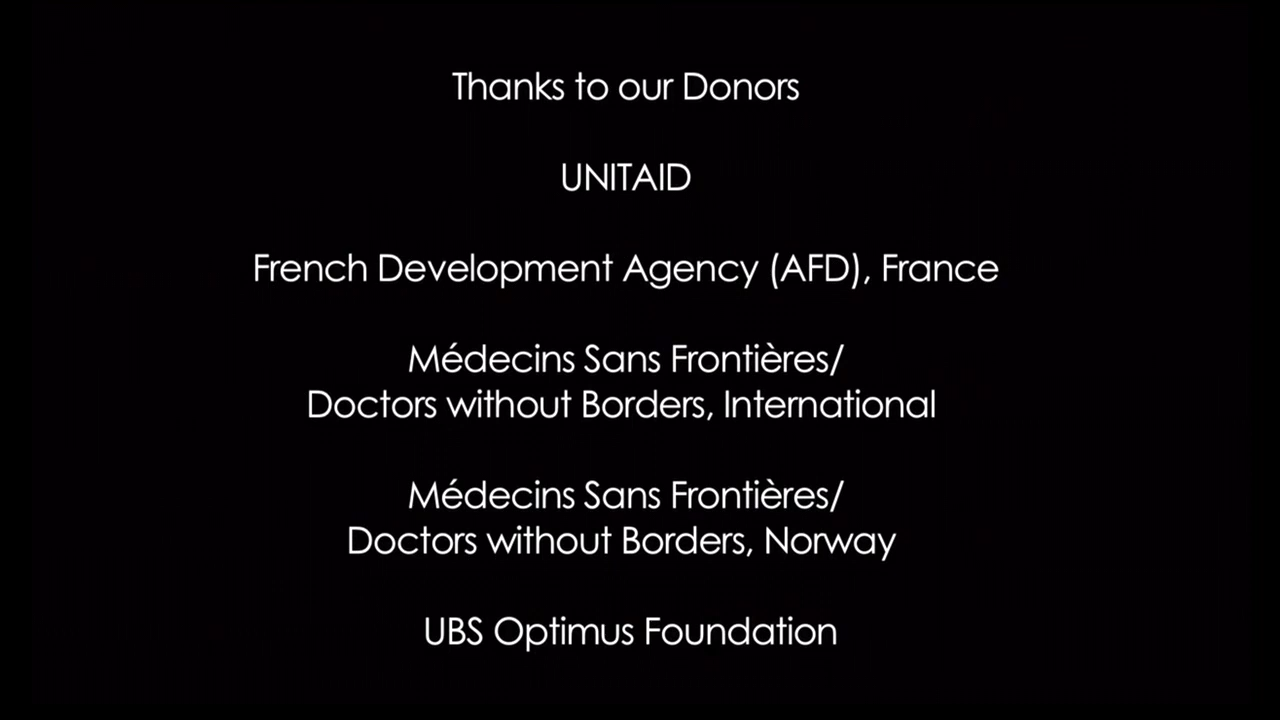 Thanks to our Donors
UNITAID
French Development Agency (AFD), France
Médecins Sans Frontières/
Doctors without Borders, International
Médecins Sans Frontières/
Doctors without Borders, Norway
UBS Optimus Foundation